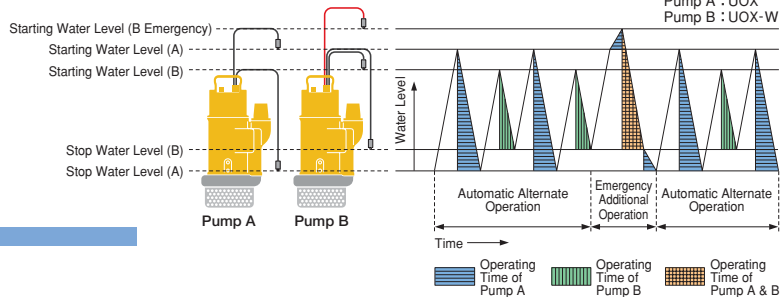 Pump A : UOX
Pump B : UOX-W
Starting Water Level (B Emergency)
Starting Water Level (A)
Starting Water Level (B)
Stop Water Level (B)
Stop Water Level (A)
Pump A
Pump B
Water Level
Automatic Alternate
Operation
Emergency
Additional
Operation
Automatic Alternate
Operation
Time
Operating
Time of
Pump A
Operating
Time of
Pump B
Operating
Time of
Pump A & B